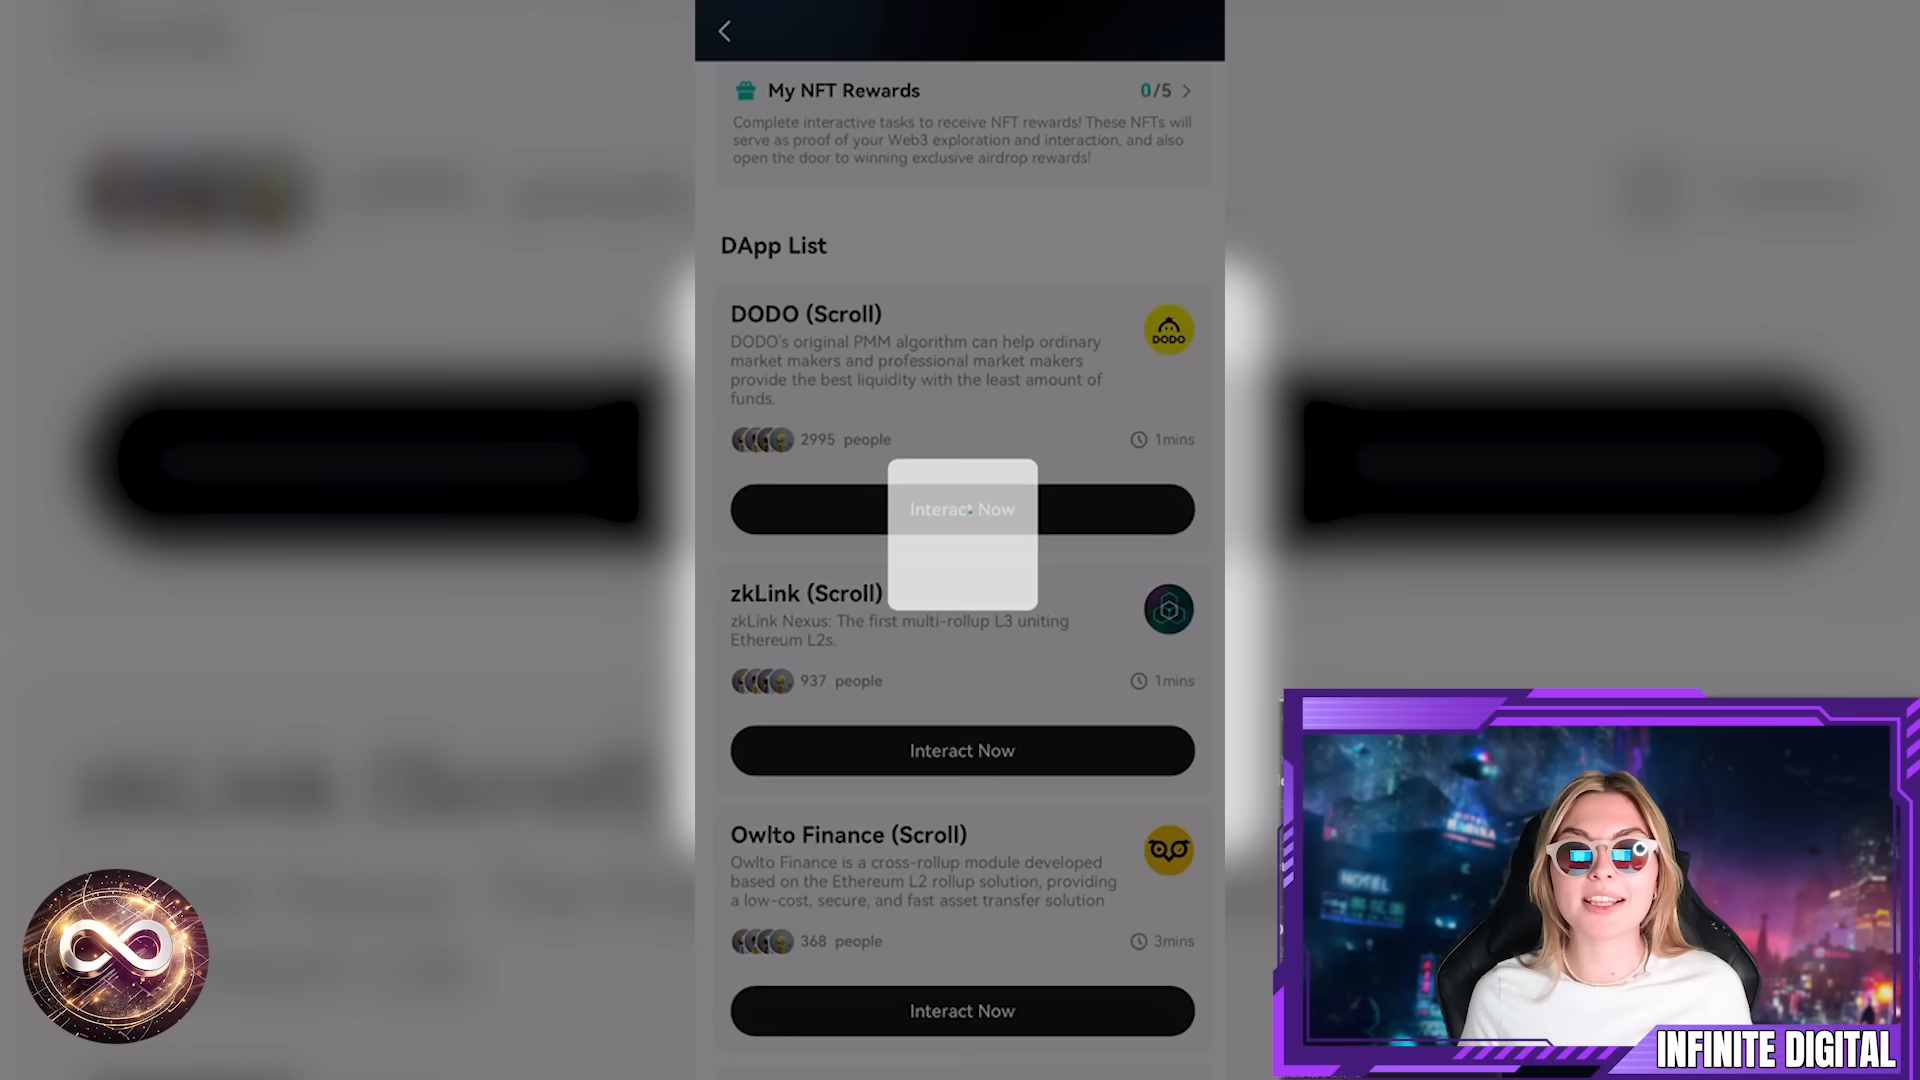 My NFT Rewards
0/5
Complete interactive tasks to receive NFT rewards! These NFTs will
serve as proof of your Web3 exploration and interaction, and also
open the door to winning exclusive airdrop rewards!
DApp List
DODO (Scroll)
DODO's original PMM algorithm can help ordinary
market makers and professional market makers
provide the best liquidity with the least amount of
funds.
DODO
2995 people
1mins
Interact Now
zkLink (Scroll)
zkLink Nexus: The first multi-rollup L3 uniting
Ethereum L2s.
937 people
1mins
Interact Now
Owlto Finance (Scroll)
Owlto Finance is a cross-rollup module developed
based on the Ethereum L2 rollup solution, providing
a low-cost, secure, and fast asset transfer solution
368 people
3mins
Interact Now
HOTEL
INFINITE DIGITAL